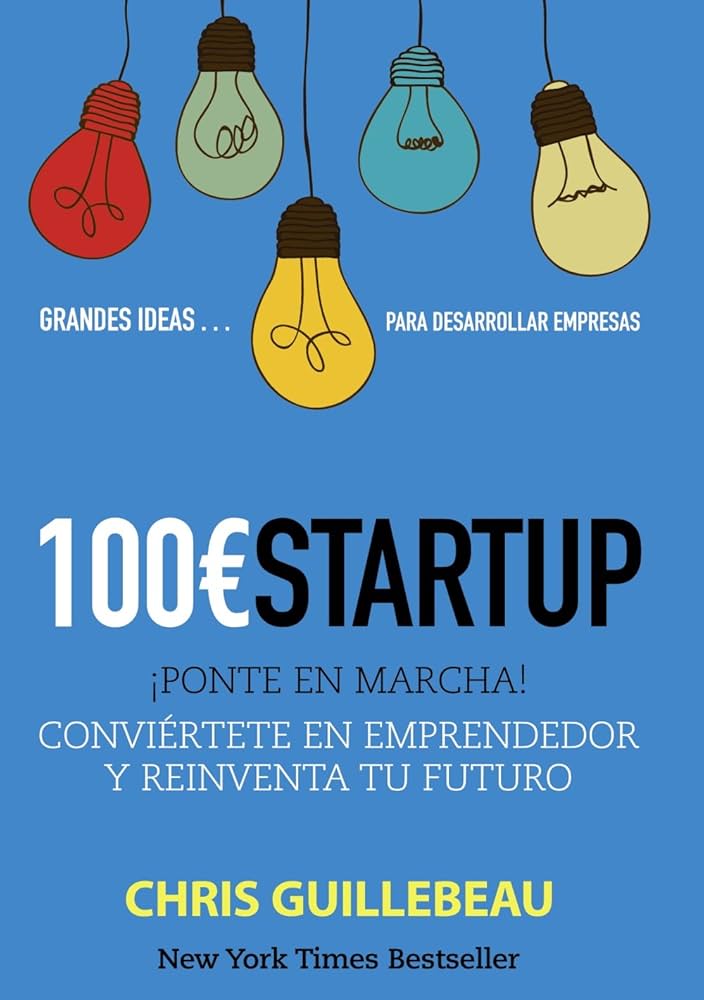 GRANDES IDEAS . . .
PARA DESARROLLAR EMPRESAS
100€STARTUP
¡PONTE EN MARCHA!
CONVIÉRTETE EN EMPRENDEDOR
Y REINVENTA TU FUTURO
CHRIS GUILLEBEAU
New York Times Bestseller